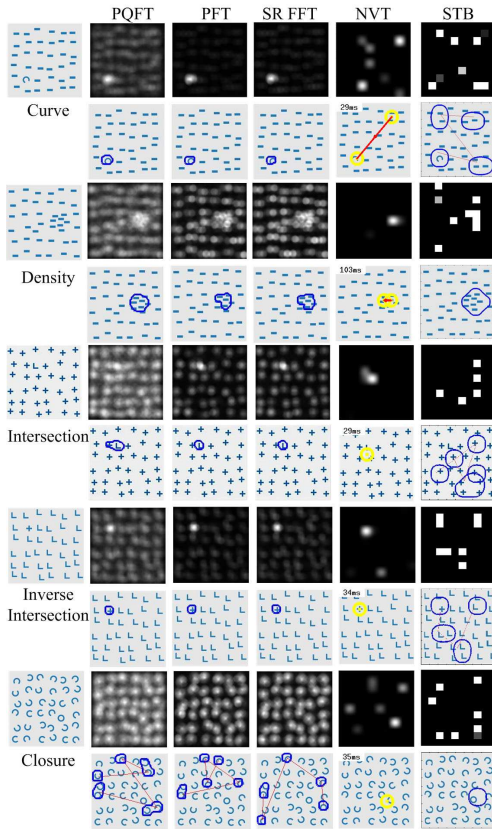 PQFT PFT SR FFT NVT STB
Curve
29ms
Density
103ms
Intersection
29ms
Inverse
Intersection
34ms
Closure
35ms